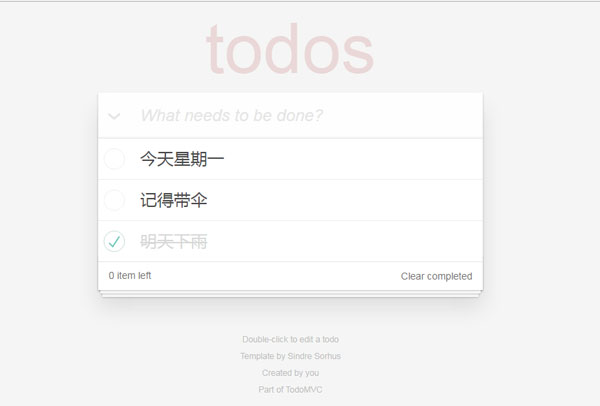 todos
What needs to be done?
今天星期一
记得带伞
明天下雨
0 item left
Clear completed
Double-click to edit a todo
Template by Sindre Sorhus
Created by you
Part of TodoMVC